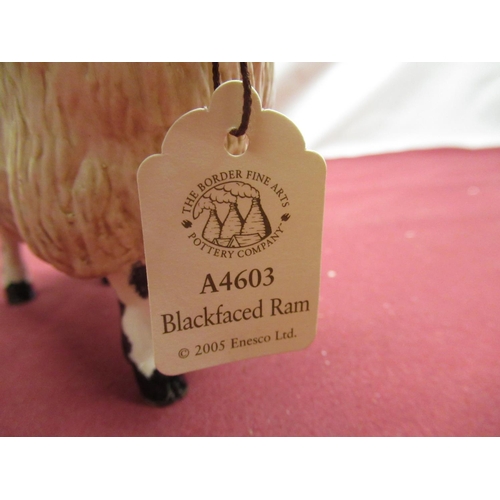 THE BORDER FINE ARTS
POTTERY COMPANY
A4603
Blackfaced Ram
© 2005 Enesco Ltd.